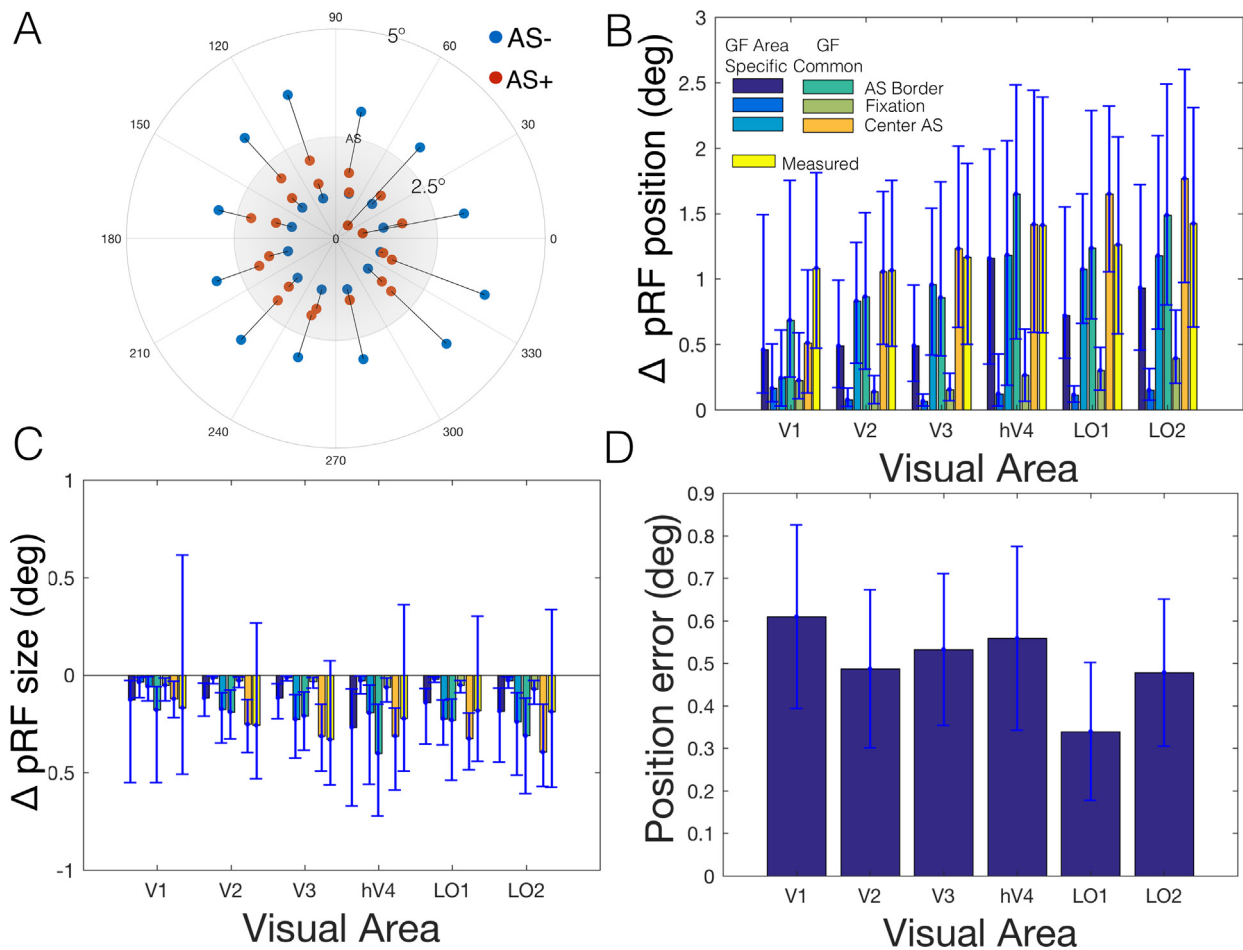 A
90
5°
120
60
AS-
AS+
150
30
AS
2.5°
180
0
0
210
330
240
300
270
B
3
2.5
2
1.5
1
0.5
0
Δ pRF position (deg)
GF Area GF
Specific Common
AS Border
Fixation
Center AS
Measured
V1 V2 V3 hV4 LO1 LO2
Visual Area
C
1
0.5
0
0.5
-1
Δ pRF size (deg)
V1 V2 V3 hV4 LO1 LO2
Visual Area
D
0.9
0.8
0.7
0.6
0.5
0.4
0.3
0.2
0.1
0
Position error (deg)
V1 V2 V3 hV4 LO1 LO2
Visual Area